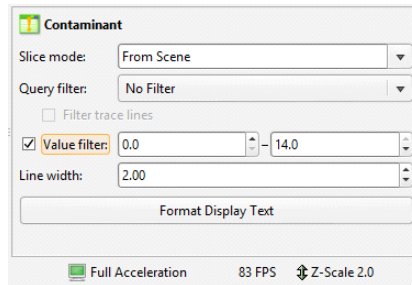 Contaminant
Slice mode: From Scene
Query filter: No Filter
Filter trace lines
Value filter: 0.0 – 14.0
Line width: 2.00
Format Display Text
Full Acceleration 83 FPS Z-Scale 2.0